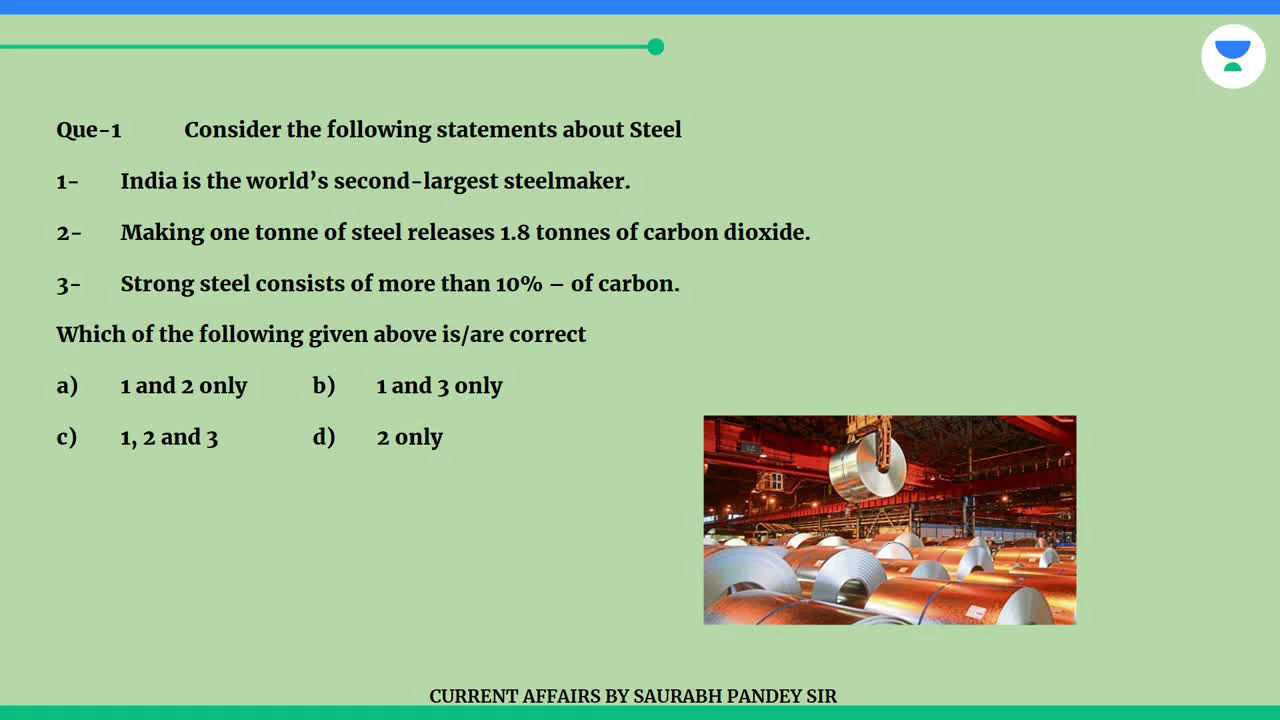 Que-1 Consider the following statements about Steel
1- India is the world’s second-largest steelmaker.
2- Making one tonne of steel releases 1.8 tonnes of carbon dioxide.
3- Strong steel consists of more than 10% – of carbon.
Which of the following given above is/are correct
a) 1 and 2 only b) 1 and 3 only
c) 1, 2 and 3 d) 2 only
CURRENT AFFAIRS BY SAURABH PANDEY SIR